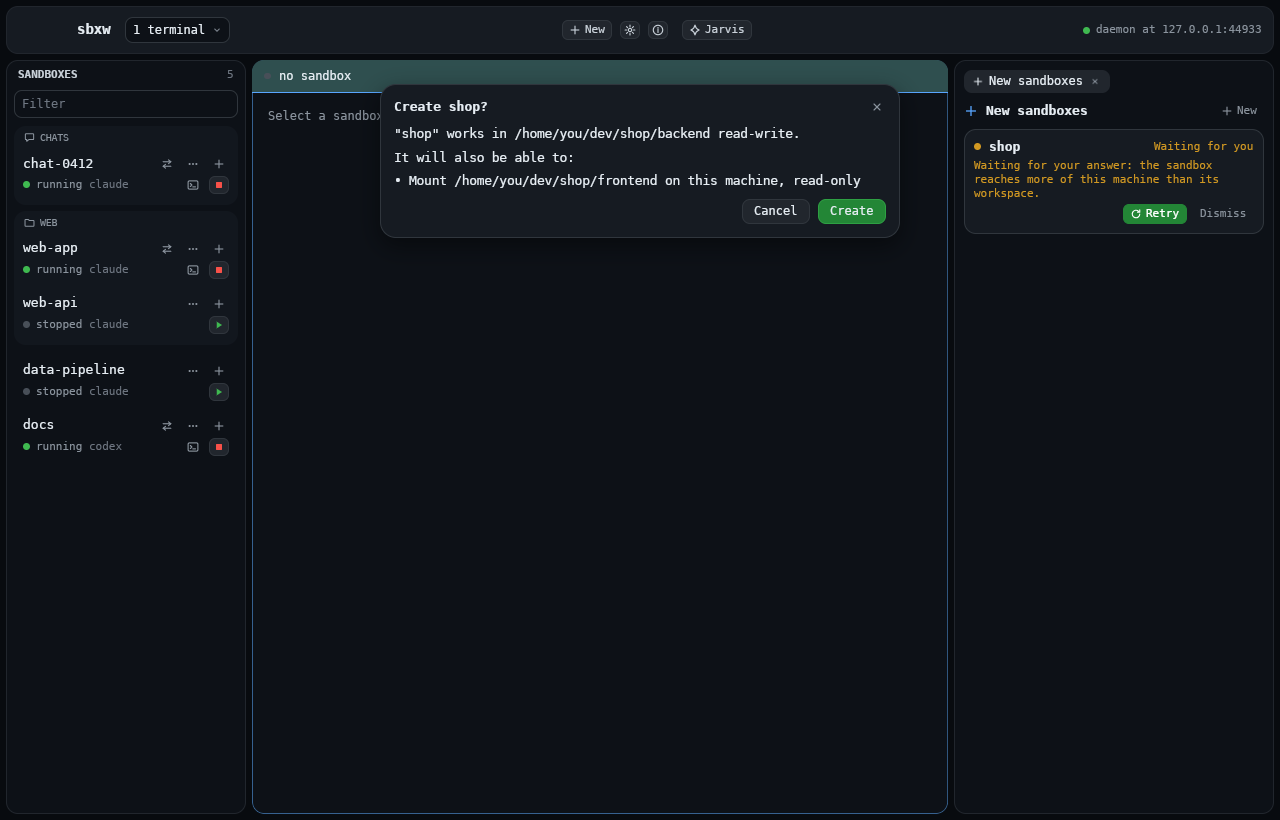 sbxw
1 terminal
New
Jarvis
daemon at 127.0.0.1:44933
SANDBOXES 5
Filter
CHATS
chat-0412
running claude
WEB
web-app
running claude
web-api
stopped claude
data-pipeline
stopped claude
docs
running codex
no sandbox
Select a sandbox
Create shop?
"shop" works in /home/you/dev/shop/backend read-write.
It will also be able to:
• Mount /home/you/dev/shop/frontend on this machine, read-only
Cancel
Create
New sandboxes
New sandboxes
New
shop
Waiting for you
Waiting for your answer: the sandbox
reaches more of this machine than its
workspace.
Retry
Dismiss